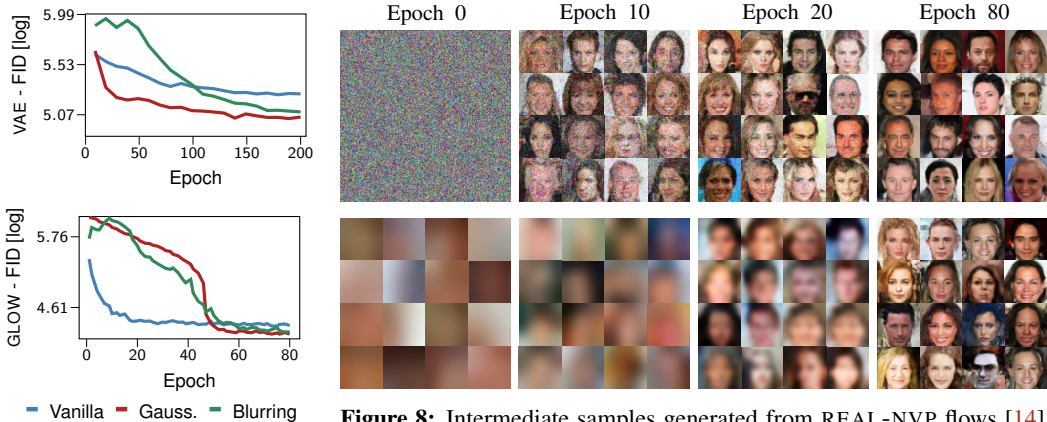 VAE - FID [log]
5.99
5.53
5.07
0
50
100
150
200
Epoch
GLOW - FID [log]
5.76
4.61
0
20
40
60
80
Epoch
Vanilla Gauss. Blurring
Epoch 0 Epoch 10 Epoch 20 Epoch 80
Figure 8: Intermediate samples generated from REAL-NVP flows [14]